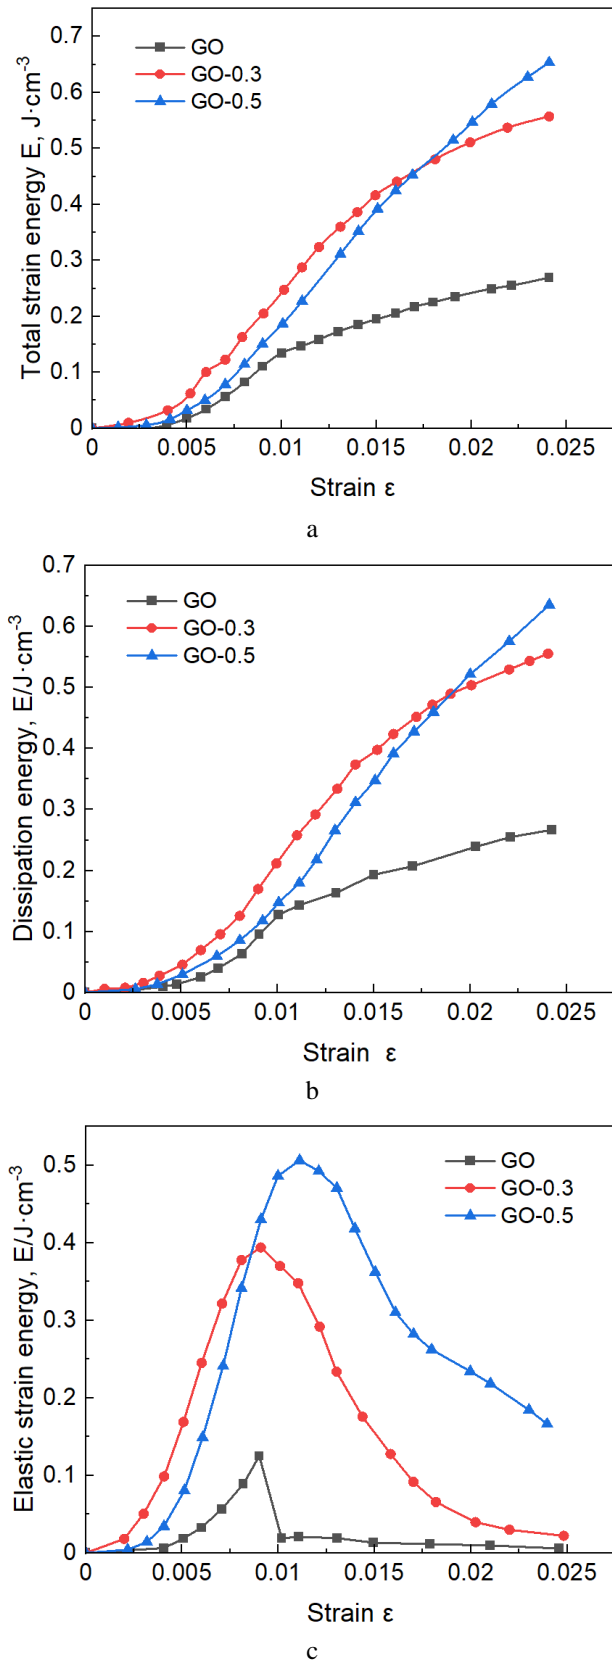 0.7
0.6
0.5
0.4
0.3
0.2
0.1
0
Total strain energy E, J·cm⁻³
GO
GO-0.3
GO-0.5
0 0.005 0.01 0.015 0.02 0.025
Strain ε
a
0.7
0.6
0.5
0.4
0.3
0.2
0.1
0
Dissipation energy, E/J·cm⁻³
GO
GO-0.3
GO-0.5
0 0.005 0.01 0.015 0.02 0.025
Strain ε
b
0.5
0.4
0.3
0.2
0.1
0
Elastic strain energy, E/J·cm⁻³
GO
GO-0.3
GO-0.5
0 0.005 0.01 0.015 0.02 0.025
Strain ε
c